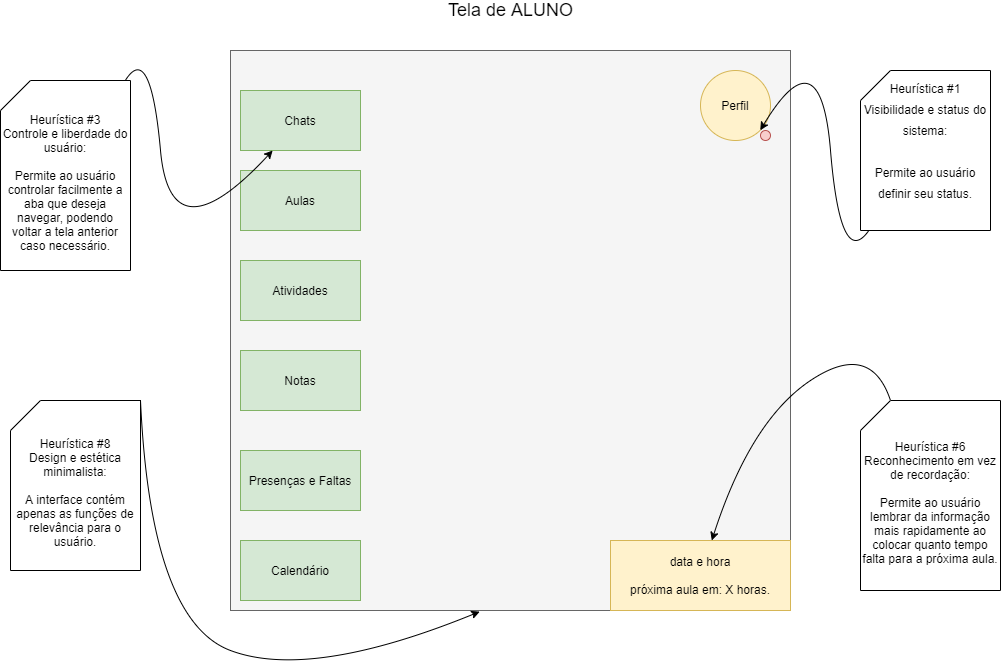 Tela de ALUNO
Heurística #3
Controle e liberdade do
usuário:
Permite ao usuário
controlar facilmente a
aba que deseja
navegar, podendo
voltar a tela anterior
caso necessário.
Chats
Aulas
Atividades
Notas
Presenças e Faltas
Calendário
Perfil
Heurística #1
Visibilidade e status do
sistema:
Permite ao usuário
definir seu status.
Heurística #8
Design e estética
minimalista:
A interface contém
apenas as funções de
relevância para o
usuário.
data e hora
próxima aula em: X horas.
Heurística #6
Reconhecimento em vez
de recordação:
Permite ao usuário
lembrar da informação
mais rapidamente ao
colocar quanto tempo
falta para a próxima aula.